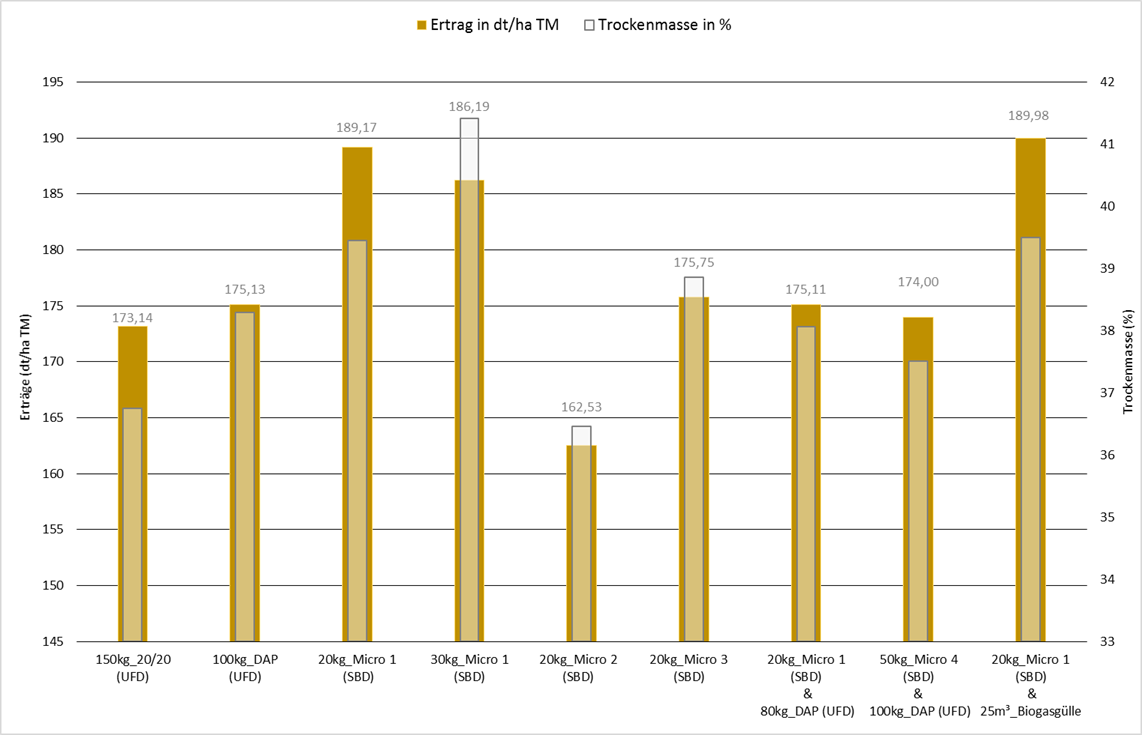 Ertrag in dt/ha TM
Trockenmasse in %
195
190
185
180
175
170
165
160
155
150
145
Erträge (dt/ha TM)
173,14
175,13
189,17
186,19
162,53
175,75
175,11
174,00
189,98
42
41
40
39
38
37
36
35
34
33
Trockenmasse (%)
150kg_20/20
(UFD)
100kg_DAP
(UFD)
20kg_Micro 1
(SBD)
30kg_Micro 1
(SBD)
20kg_Micro 2
(SBD)
20kg_Micro 3
(SBD)
20kg_Micro 1
(SBD)
&
80kg_DAP (UFD)
50kg_Micro 4
(SBD)
&
100kg_DAP (UFD)
20kg_Micro 1
(SBD)
&
25m³_Biogasgülle